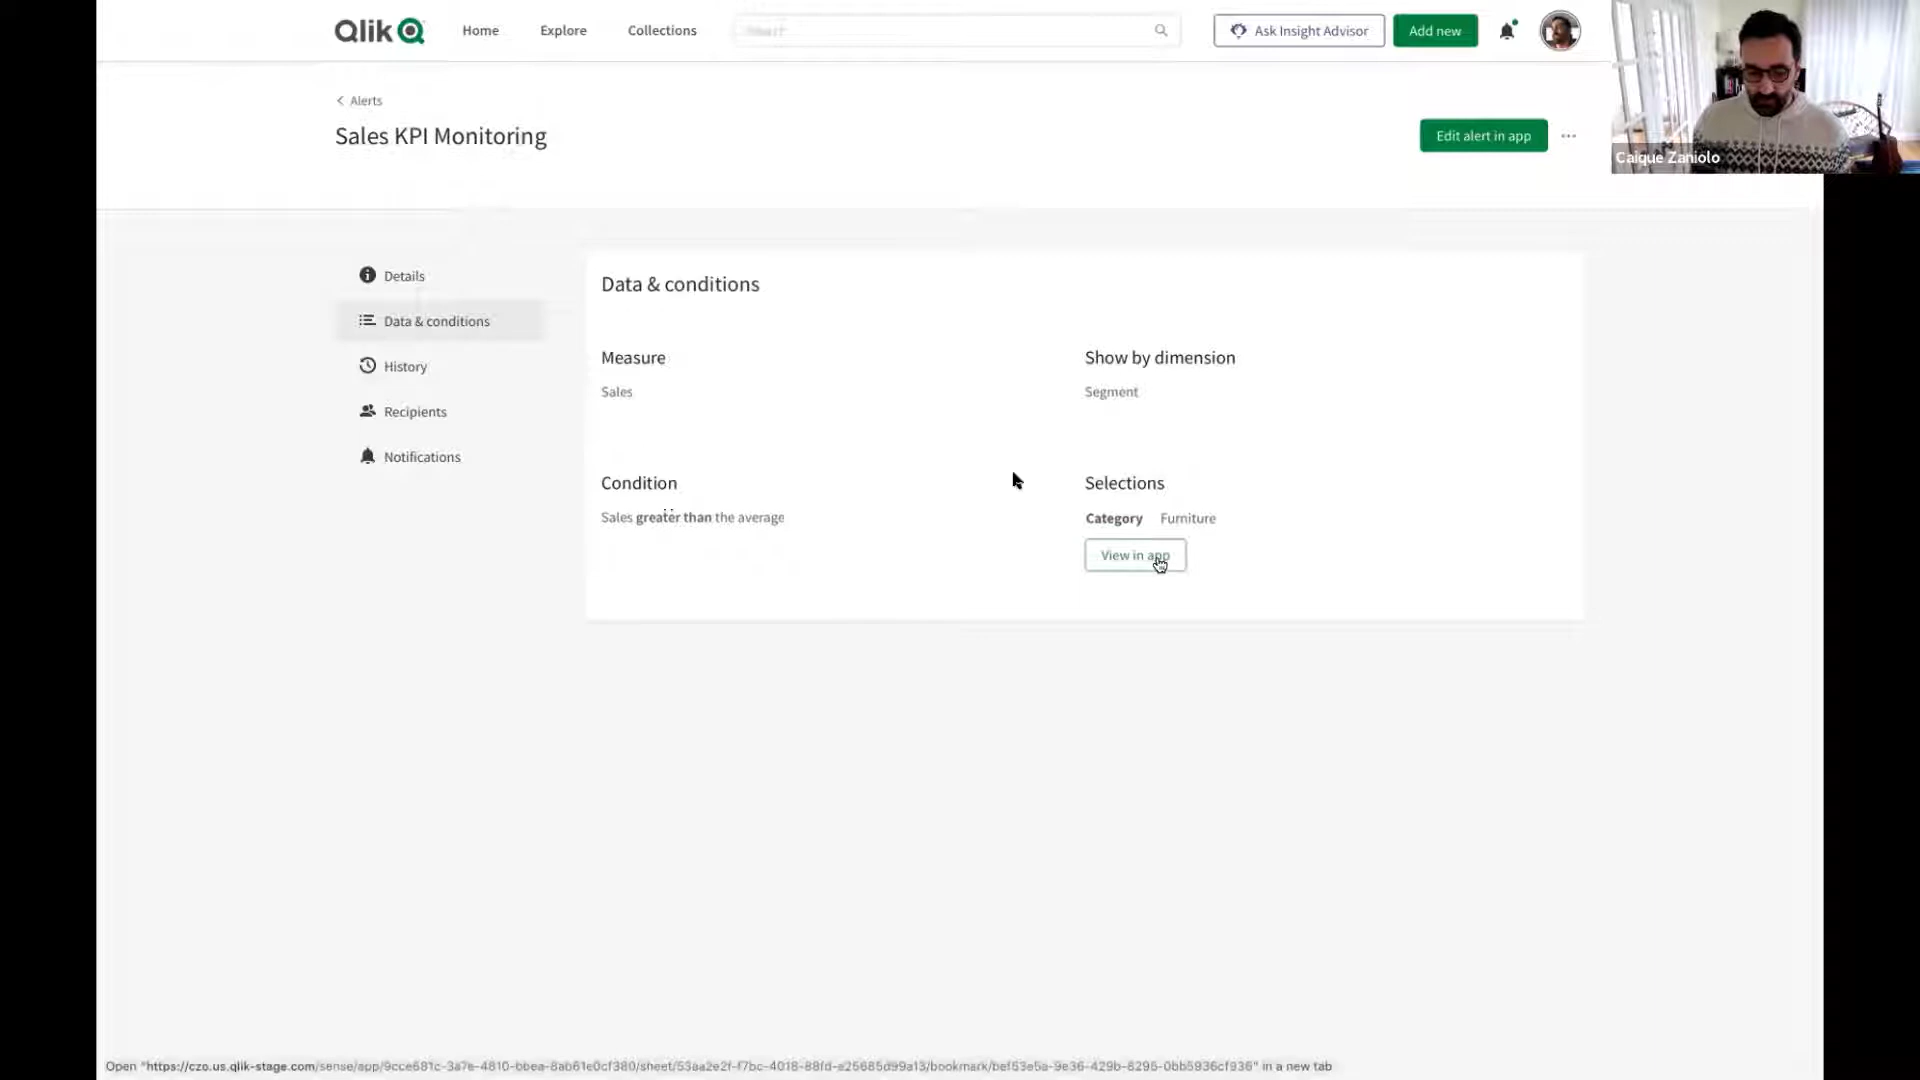 Qlik
Home
Explore
Collections
Ask Insight Advisor
Add new
Alerts
Sales KPI Monitoring
Edit alert in app
Caique Zaniolo
Details
Data & conditions
History
Recipients
Notifications
Data & conditions
Measure
Sales
Show by dimension
Segment
Condition
Sales greater than the average
Selections
Category Furniture
View in app
Open "https://czo.us.qlik-stage.com/sense/app/9cce681c-3a7e-4810-bbea-8ab61e0cf380/sheet/53aa2e2f-f7bc-4018-88fd-e25685d99a13/bookmark/bef53e5a-9e36-429b-8295-0bb5936cf936" in a new tab